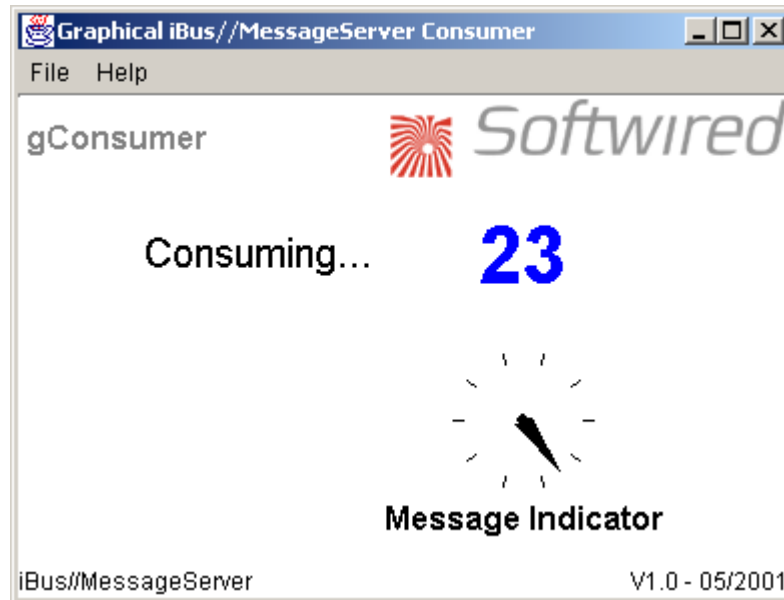 Graphical iBus//MessageServer Consumer
File Help
gConsumer
Softwired
Consuming... 23
Message Indicator
iBus//MessageServer V1.0 - 05/2001